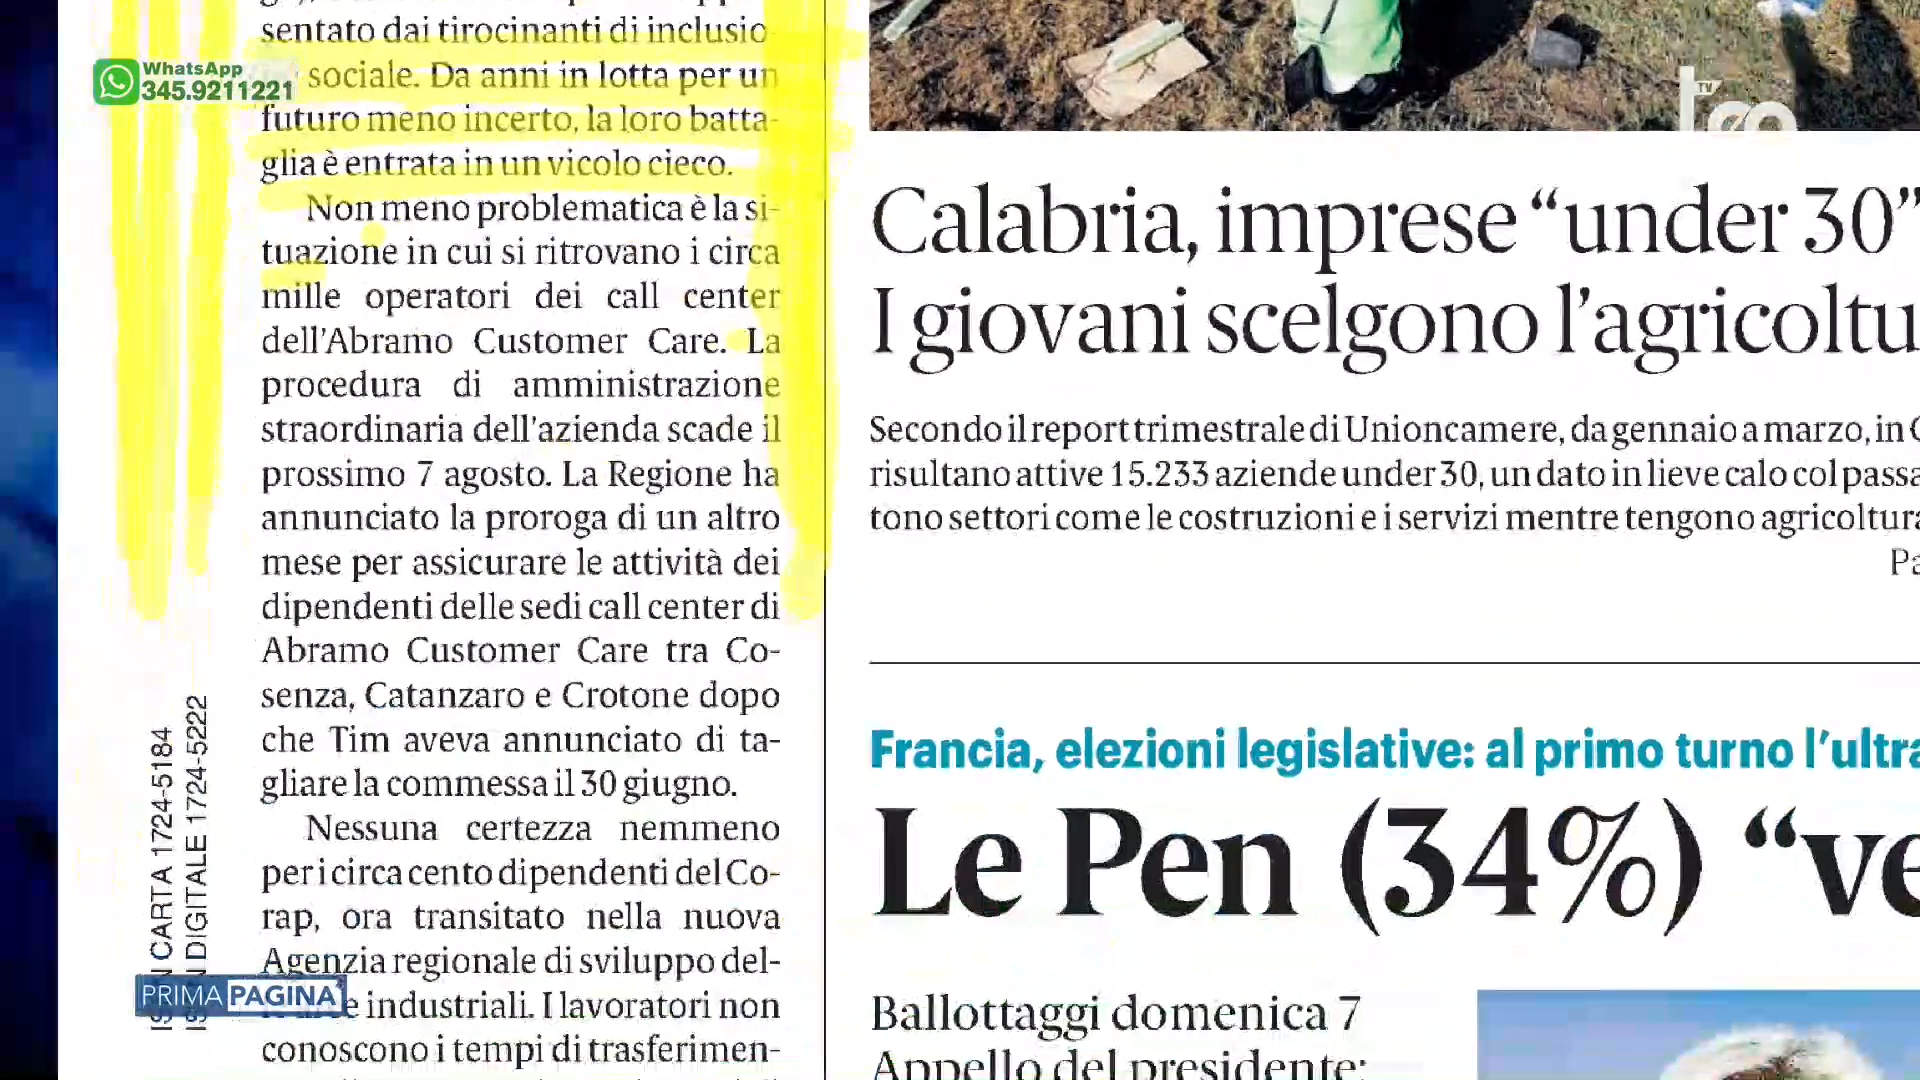 WhatsApp
345.9211221
sentato dai tirocinanti di inclusio
sociale. Da anni in lotta per un
futuro meno incerto, la loro batta-
glia è entrata in un vicolo cieco.
Non meno problematica è la si-
tuazione in cui si ritrovano i circa
mille operatori dei call center
dell'Abramo Customer Care. La
procedura di amministrazione
straordinaria dell'azienda scade il
prossimo 7 agosto. La Regione ha
annunciato la proroga di un altro
mese per assicurare le attività dei
dipendenti delle sedi call center di
Abramo Customer Care tra Co-
senza, Catanzaro e Crotone dopo
che Tim aveva annunciato di ta-
gliare la commessa il 30 giugno.
Nessuna certezza nemmeno
per i circa cento dipendenti del Co-
rap, ora transitato nella nuova
Agenzia regionale di sviluppo del-
e industriali. I lavoratori non
conoscono i tempi di trasferimen-
CARTA 1724-5184
DIGITALE 1724-5222
PRIMA PAGINA
TV
teo
Calabria, imprese “under 30”
I giovani scelgono l’agricoltu
Secondo il report trimestrale di Unioncamere, da gennaio a marzo, in
risultano attive 15.233 aziende under 30, un dato in lieve calo col passa
tono settori come le costruzioni e i servizi mentre tengono agricoltura
Pa
Francia, elezioni legislative: al primo turno l’ultra
Le Pen (34%) “ve
Ballottaggi domenica 7
Appello del presidente: